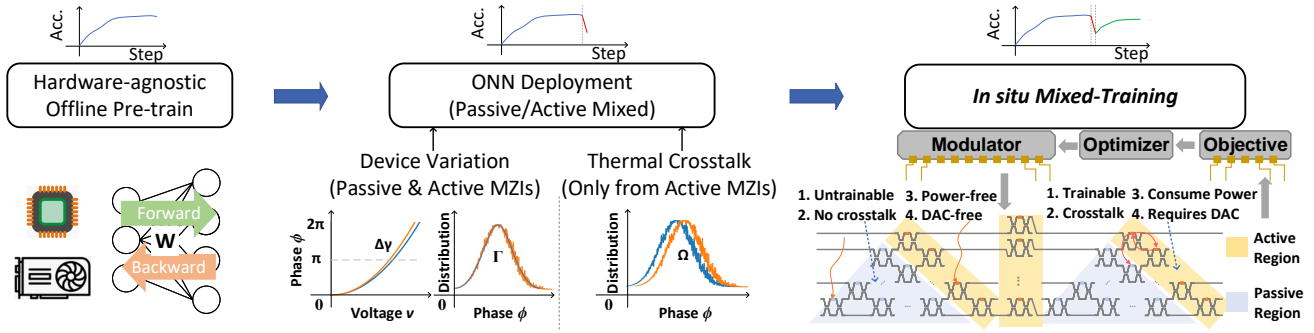 Acc.
Step
Hardware-agnostic
Offline Pre-train
Forward
W
Backward
Step
ONN Deployment
(Passive/Active Mixed)
Device Variation
(Passive & Active MZIs)
Thermal Crosstalk
(Only from Active MZIs)
Phase ϕ
2π
π
0
Δγ
Voltage v
Distribution
Γ
0
Phase ϕ
Distribution
Ω
0
Phase ϕ
Step
In situ Mixed-Training
Modulator
Optimizer
Objective
1. Untrainable
2. No crosstalk
3. Power-free
4. DAC-free
1. Trainable
2. Crosstalk
3. Consume Power
4. Requires DAC
Active
Region
Passive
Region